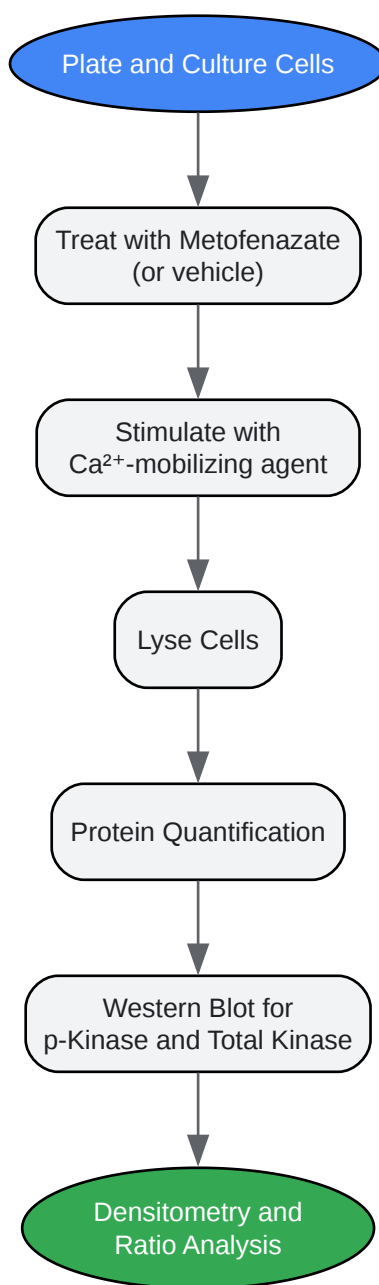 Plate and Culture Cells
Treat with Metofenazate
(or vehicle)
Stimulate with
Ca²⁺-mobilizing agent
Lyse Cells
Protein Quantification
Western Blot for
p-Kinase and Total Kinase
Densitometry and
Ratio Analysis